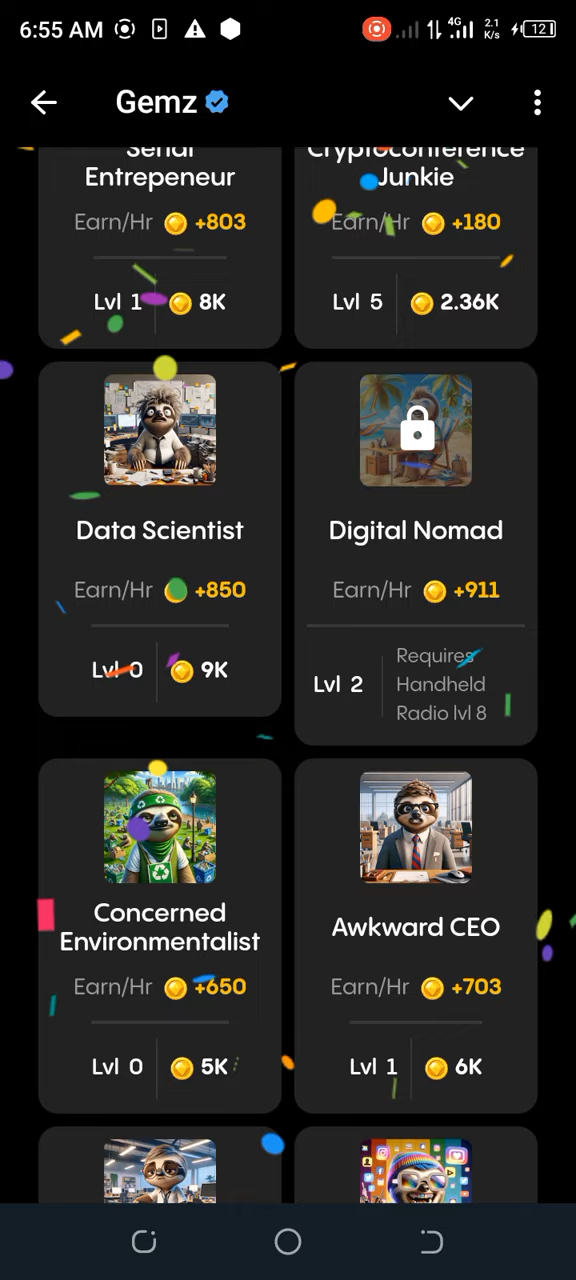 6:55 AM 4G 2.1 K/s 12
Gemz
Serial Entrepeneur
Earn/Hr +803
Lvl 1 8K
Cryptoconference Junkie
Earn/Hr +180
Lvl 5 2.36K
Data Scientist
Earn/Hr +850
Lvl 0 9K
Digital Nomad
Earn/Hr +911
Lvl 2
Requires
Handheld
Radio lvl 8
Concerned
Environmentalist
Earn/Hr +650
Lvl 0 5K
Awkward CEO
Earn/Hr +703
Lvl 1 6K